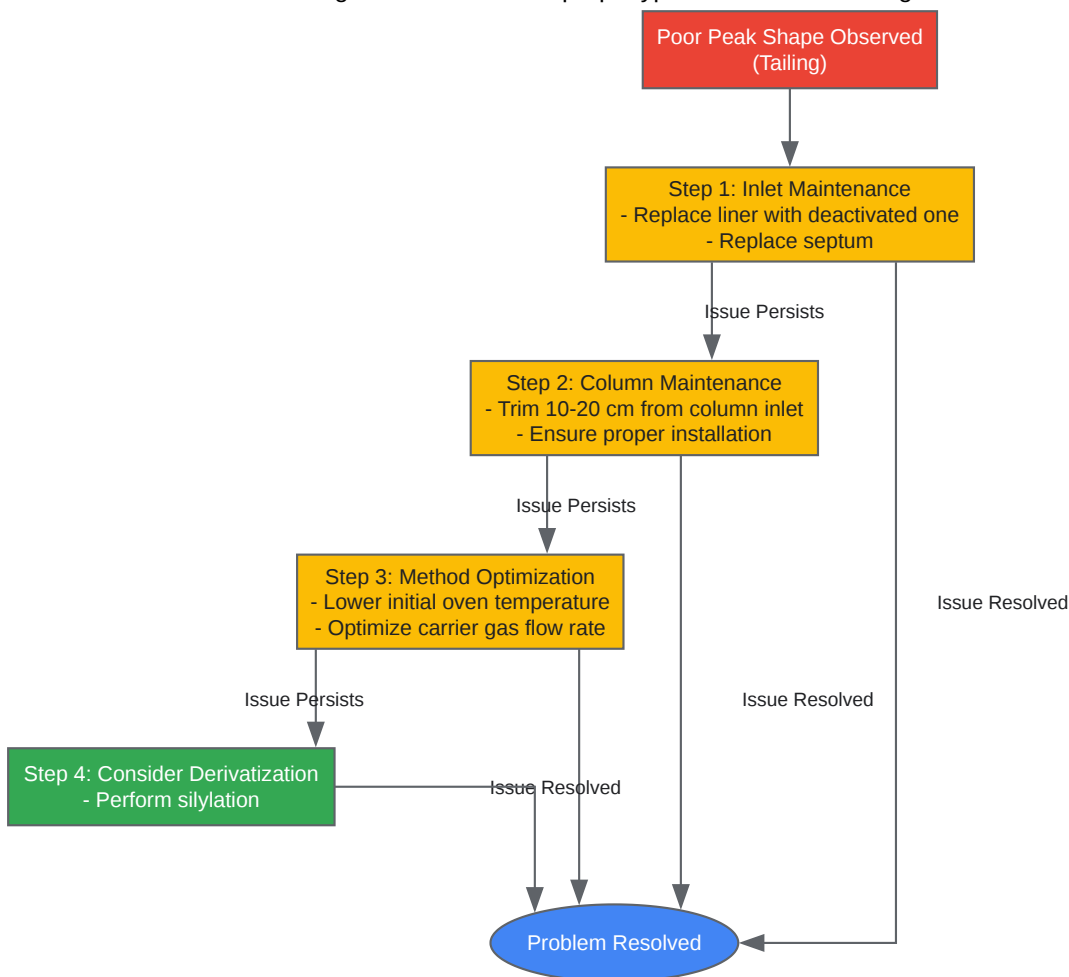 Poor Peak Shape Observed
(Tailing)
Step 1: Inlet Maintenance
- Replace liner with deactivated one
- Replace septum
Issue Persists
Step 2: Column Maintenance
- Trim 10-20 cm from column inlet
- Ensure proper installation
Issue Persists
Step 3: Method Optimization
- Lower initial oven temperature
- Optimize carrier gas flow rate
Issue Resolved
Issue Persists
Issue Resolved
Step 4: Consider Derivatization
- Perform silylation
Issue Resolved
Problem Resolved